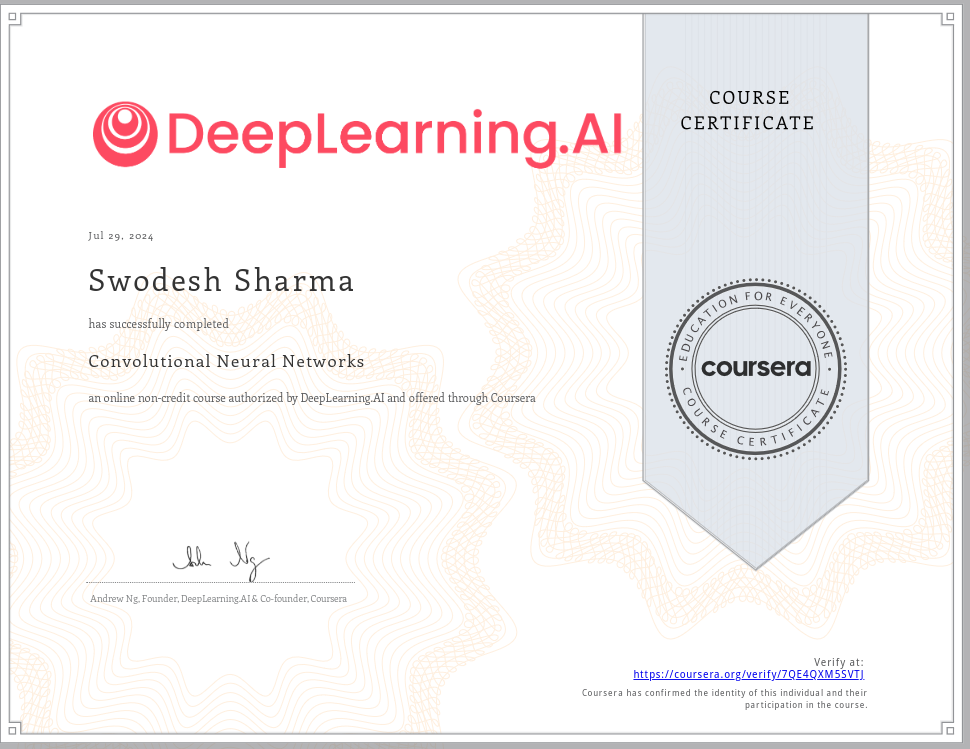 DeepLearning.AI
COURSE
CERTIFICATE
Jul 29, 2024
Swodesh Sharma
has successfully completed
Convolutional Neural Networks
an online non-credit course authorized by DeepLearning.AI and offered through Coursera
EDUCATION FOR EVERYONE
coursera
COURSE CERTIFICATE
Andrew Ng, Founder, DeepLearning.AI & Co-founder, Coursera
Verify at:
https://coursera.org/verify/7QE4QXM5SVTJ
Coursera has confirmed the identity of this individual and their
participation in the course.